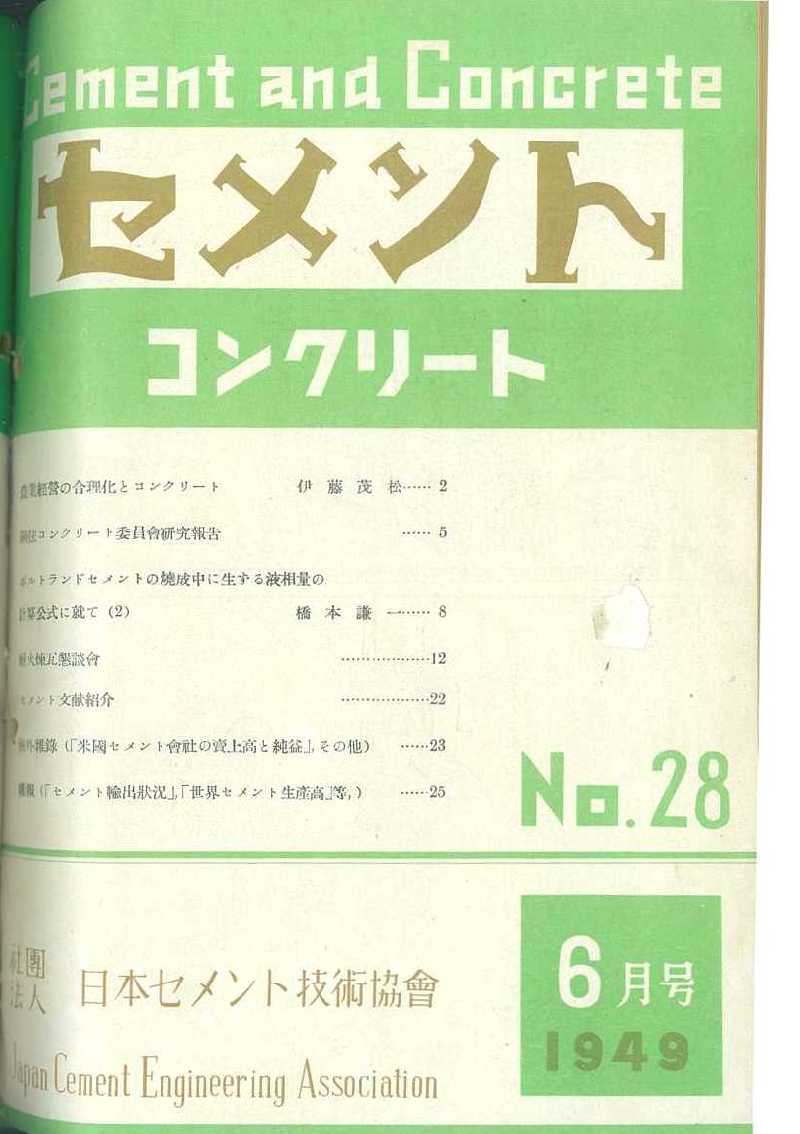 Cement and Concrete
セメント
コンクリート
農業経營の合理化とコンクリート 伊藤茂松……2
コンクリート委員會研究報告 ……5
ポルトランドセメントの燒成中に生ずる液相量の
計算公式に就て（2） 橋本謙一……8
耐火煉瓦懇談會 ………………12
セメント文献紹介 ………………22
海外雜錄（「米國セメント會社の賣上高と純益」，その他） ……23
雜報（「セメント輸出狀況」，「世界セメント生産高」等，） ……25
No. 28
社團法人 日本セメント技術協會
Japan Cement Engineering Association
6月号
1949